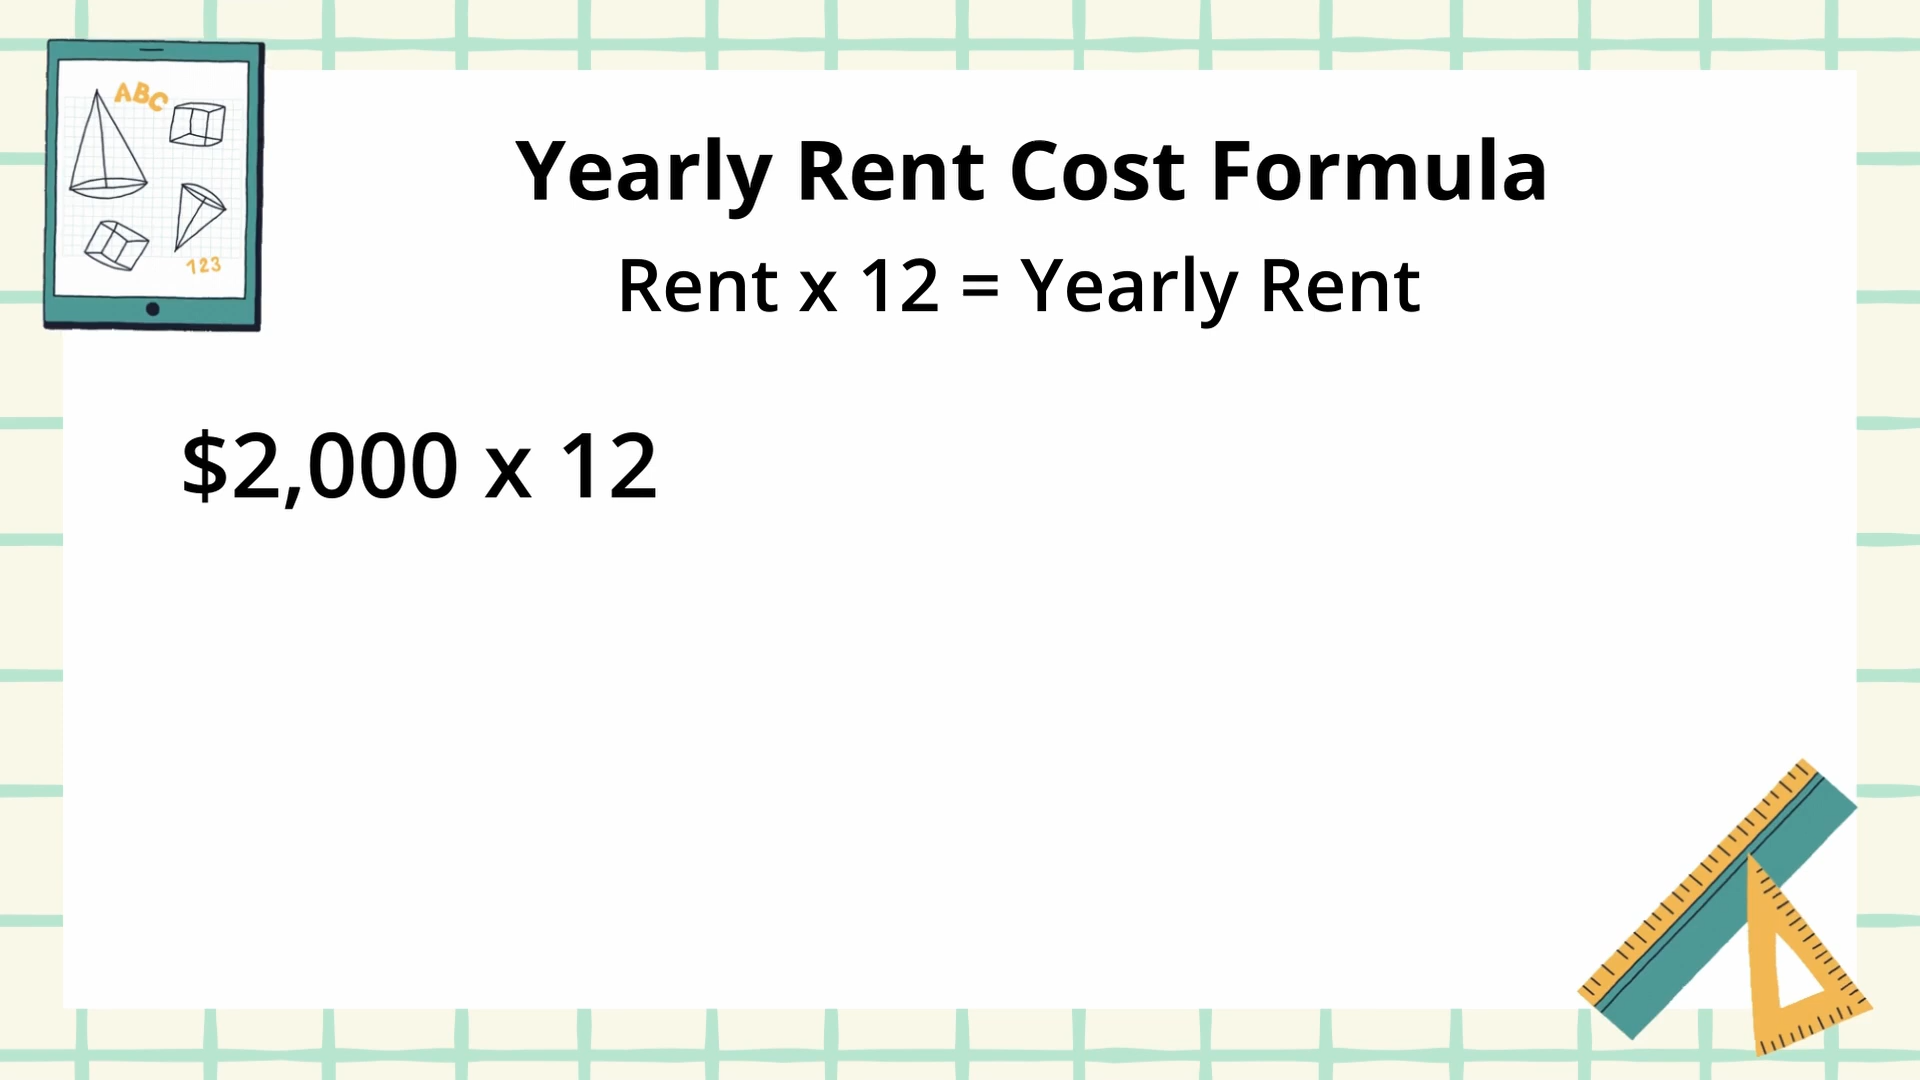 ABC
123
Yearly Rent Cost Formula
Rent x 12 = Yearly Rent
$2,000 x 12